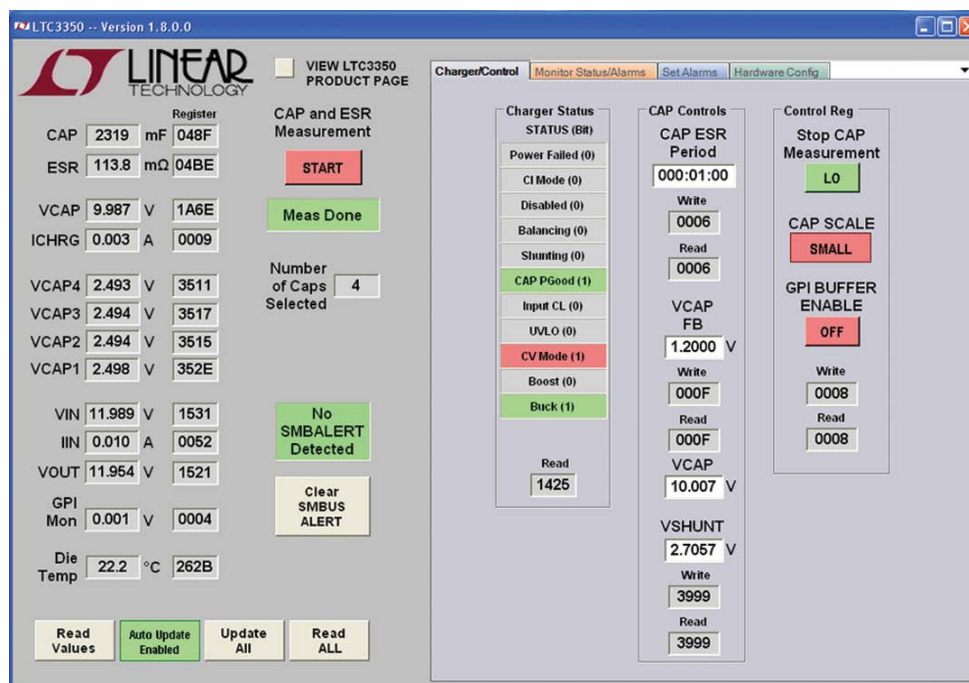 LTC3350 -- Version 1.8.0.0
LINEAR
TECHNOLOGY
VIEW LTC3350
PRODUCT PAGE
Register
CAP 2319 mF 048F
ESR 113.8 mΩ 04BE
VCAP 9.987 V 1A6E
ICHRG 0.003 A 0009
VCAP4 2.493 V 3511
VCAP3 2.494 V 3517
VCAP2 2.494 V 3515
VCAP1 2.498 V 352E
VIN 11.989 V 1531
IIN 0.010 A 0052
VOUT 11.954 V 1521
GPI
Mon 0.001 V 0004
Die
Temp 22.2 °C 262B
CAP and ESR
Measurement
START
Meas Done
Number
of Caps 4
Selected
No
SMBALERT
Detected
Clear
SMBUS
ALERT
Read
Values
Auto Update
Enabled
Update
All
Read
ALL
Charger/Control Monitor Status/Alarms Set Alarms Hardware Config
Charger Status
STATUS (Bit)
Power Failed (0)
CI Mode (0)
Disabled (0)
Balancing (0)
Shunting (0)
CAP PGood (1)
Input CL (0)
UVLO (0)
CV Mode (1)
Boost (0)
Buck (1)
Read
1425
CAP Controls
CAP ESR
Period
000:01:00
Write
0006
Read
0006
VCAP
FB
1.2000 V
Write
000F
Read
000F
VCAP
10.007 V
VSHUNT
2.7057 V
Write
3999
Read
3999
Control Reg
Stop CAP
Measurement
LO
CAP SCALE
SMALL
GPI BUFFER
ENABLE
OFF
Write
0008
Read
0008